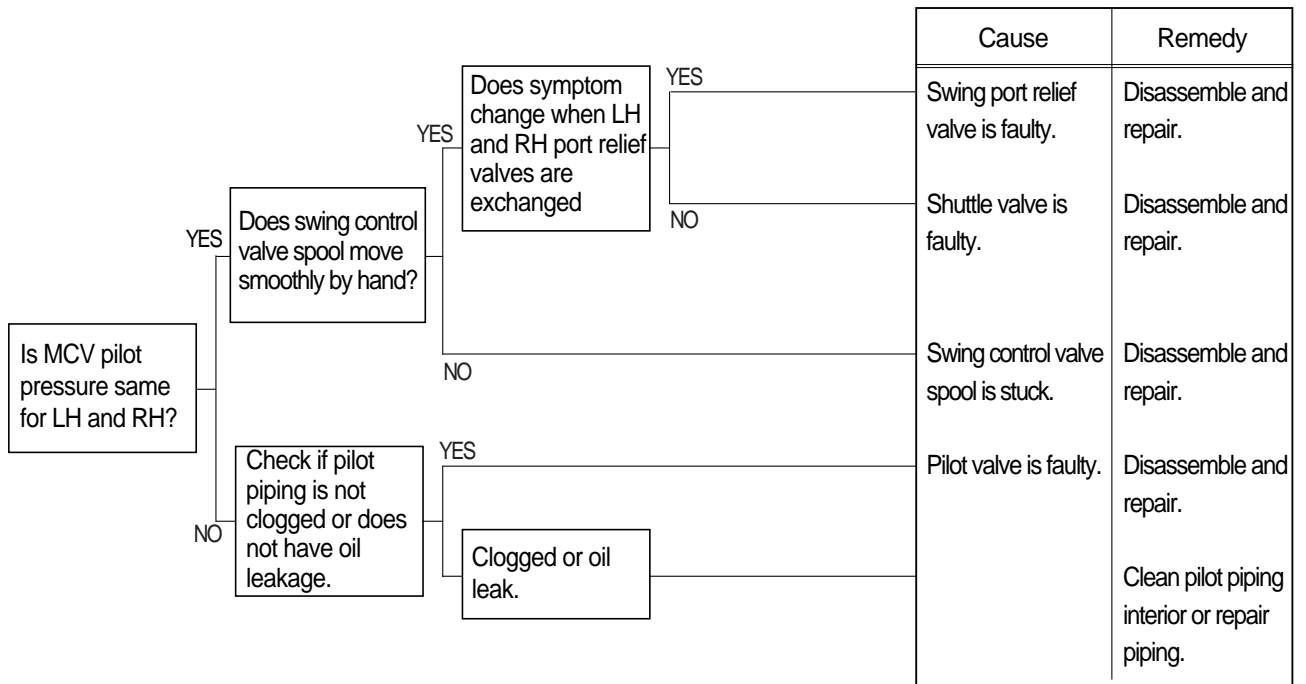 Cause
Remedy
Is MCV pilot
pressure same
for LH and RH?
YES
Does swing control
valve spool move
smoothly by hand?
YES
Does symptom
change when LH
and RH port relief
valves are
exchanged
YES
Swing port relief
valve is faulty.
Disassemble and
repair.
NO
Shuttle valve is
faulty.
Disassemble and
repair.
NO
Swing control valve
spool is stuck.
Disassemble and
repair.
NO
Check if pilot
piping is not
clogged or does
not have oil
leakage.
YES
Pilot valve is faulty.
Disassemble and
repair.
Clogged or oil
leak.
Clean pilot piping
interior or repair
piping.